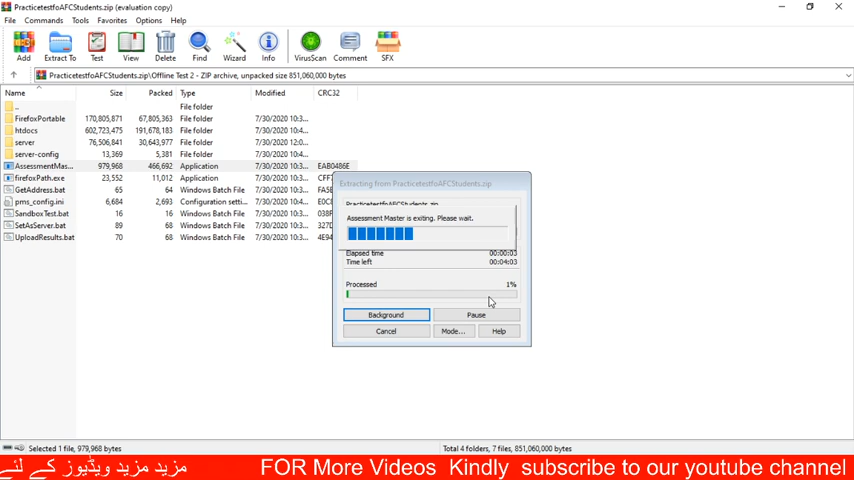 PracticetestfoAFCStudents.zip (evaluation copy)
File Commands Tools Favorites Options Help
Add Extract To Test View Delete Find Wizard Info VirusScan Comment SFX
PracticetestfoAFCStudents.zip\Offline Test 2 - ZIP archive, unpacked size 851,060,000 bytes
Name Size Packed Type Modified CRC32
.. File folder
FirefoxPortable 170,805,871 67,805,363 File folder 7/30/2020 10:3...
htdocs 602,723,475 191,678,183 File folder 7/30/2020 10:4...
server 76,506,841 30,643,977 File folder 7/30/2020 12:0...
server-config 13,369 5,381 File folder 7/30/2020 10:3...
AssessmentMas... 979,968 466,692 Application 7/30/2020 10:3... EAB0486E
firefoxPath.exe 23,552 11,012 Application 7/30/2020 10:3...
GetAddress.bat 65 64 Windows Batch File 7/30/2020 10:3...
pms_config.ini 6,684 2,693 Configuration setti... 7/30/2020 10:4...
SandboxTest.bat 16 16 Windows Batch File 7/30/2020 10:3...
SetAsServer.bat 89 68 Windows Batch File 7/30/2020 10:3...
UploadResults.bat 70 68 Windows Batch File 7/30/2020 10:3...
Extracting from PracticetestfoAFCStudents.zip
PracticetestfoAFCStudents.zip
Assessment Master is exiting. Please wait.
Elapsed time 00:00:03
Time left 00:04:03
Processed 1%
Background Pause
Cancel Mode... Help
Selected 1 file, 979,968 bytes Total 4 folders, 7 files, 851,060,000 bytes
مزید مزید ویڈیوز کے لئے FOR More Videos Kindly subscribe to our youtube channel